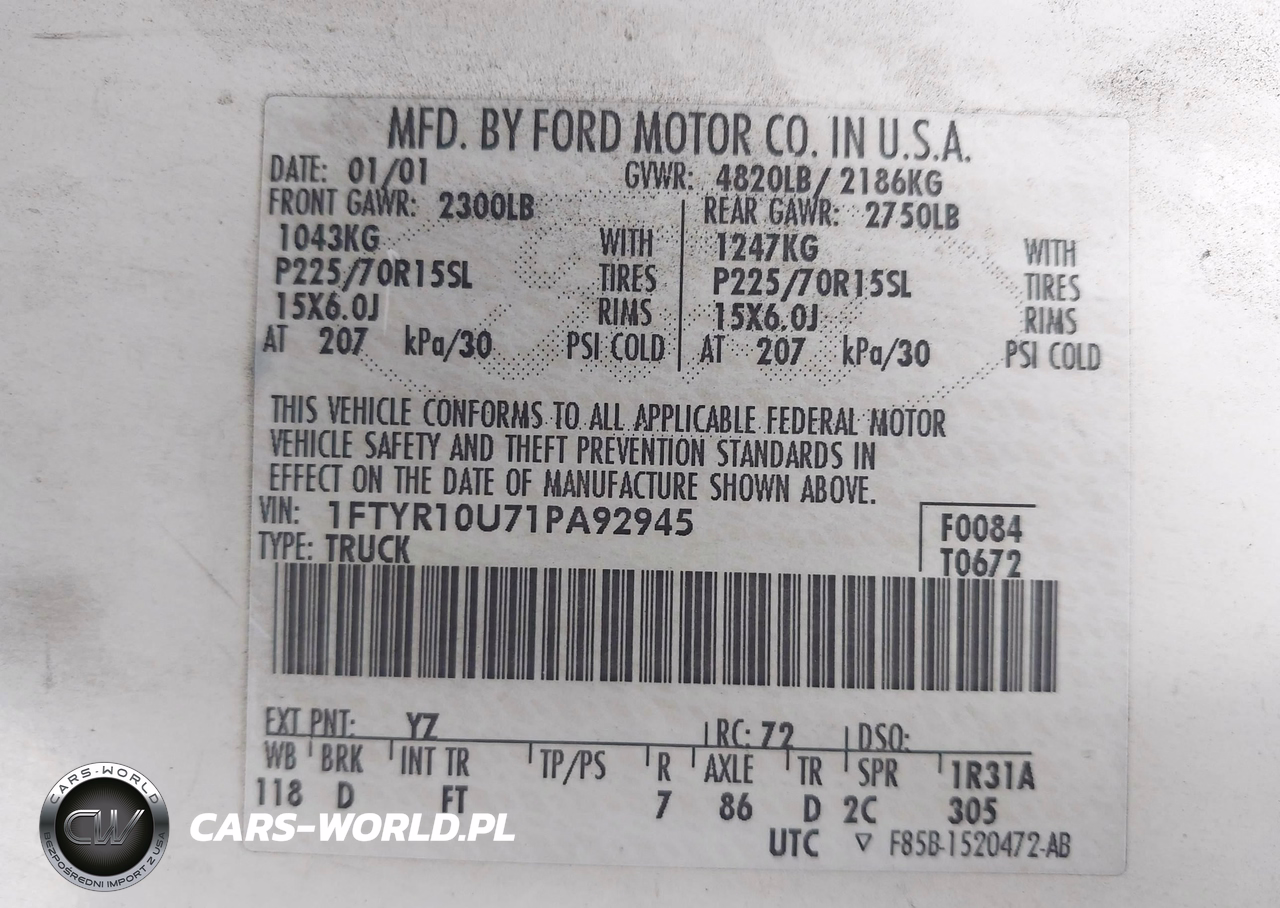 MFD. BY FORD MOTOR CO. IN U.S.A.
DATE: 01/01 GVWR: 4820LB/ 2186KG
FRONT GAWR: 2300LB REAR GAWR: 2750LB
1043KG WITH 1247KG WITH
P225/70R15SL TIRES P225/70R15SL TIRES
15X6.0J RIMS 15X6.0J RIMS
AT 207 kPa/30 PSI COLD AT 207 kPa/30 PSI COLD
THIS VEHICLE CONFORMS TO ALL APPLICABLE FEDERAL MOTOR
VEHICLE SAFETY AND THEFT PREVENTION STANDARDS IN
EFFECT ON THE DATE OF MANUFACTURE SHOWN ABOVE.
VIN: 1FTYR10U71PA92945 F0084
TYPE: TRUCK T0672
EXT PNT: YZ RC: 72 DSO:
WB BRK INT TR TP/PS R AXLE TR SPR 1R31A
118 D FT 7 86 D 2C 305
UTC ▽ F85B-1520472-AB
CARS-WORLD
CW
BEZPOŚREDNI IMPORT Z USA
CARS-WORLD.PL